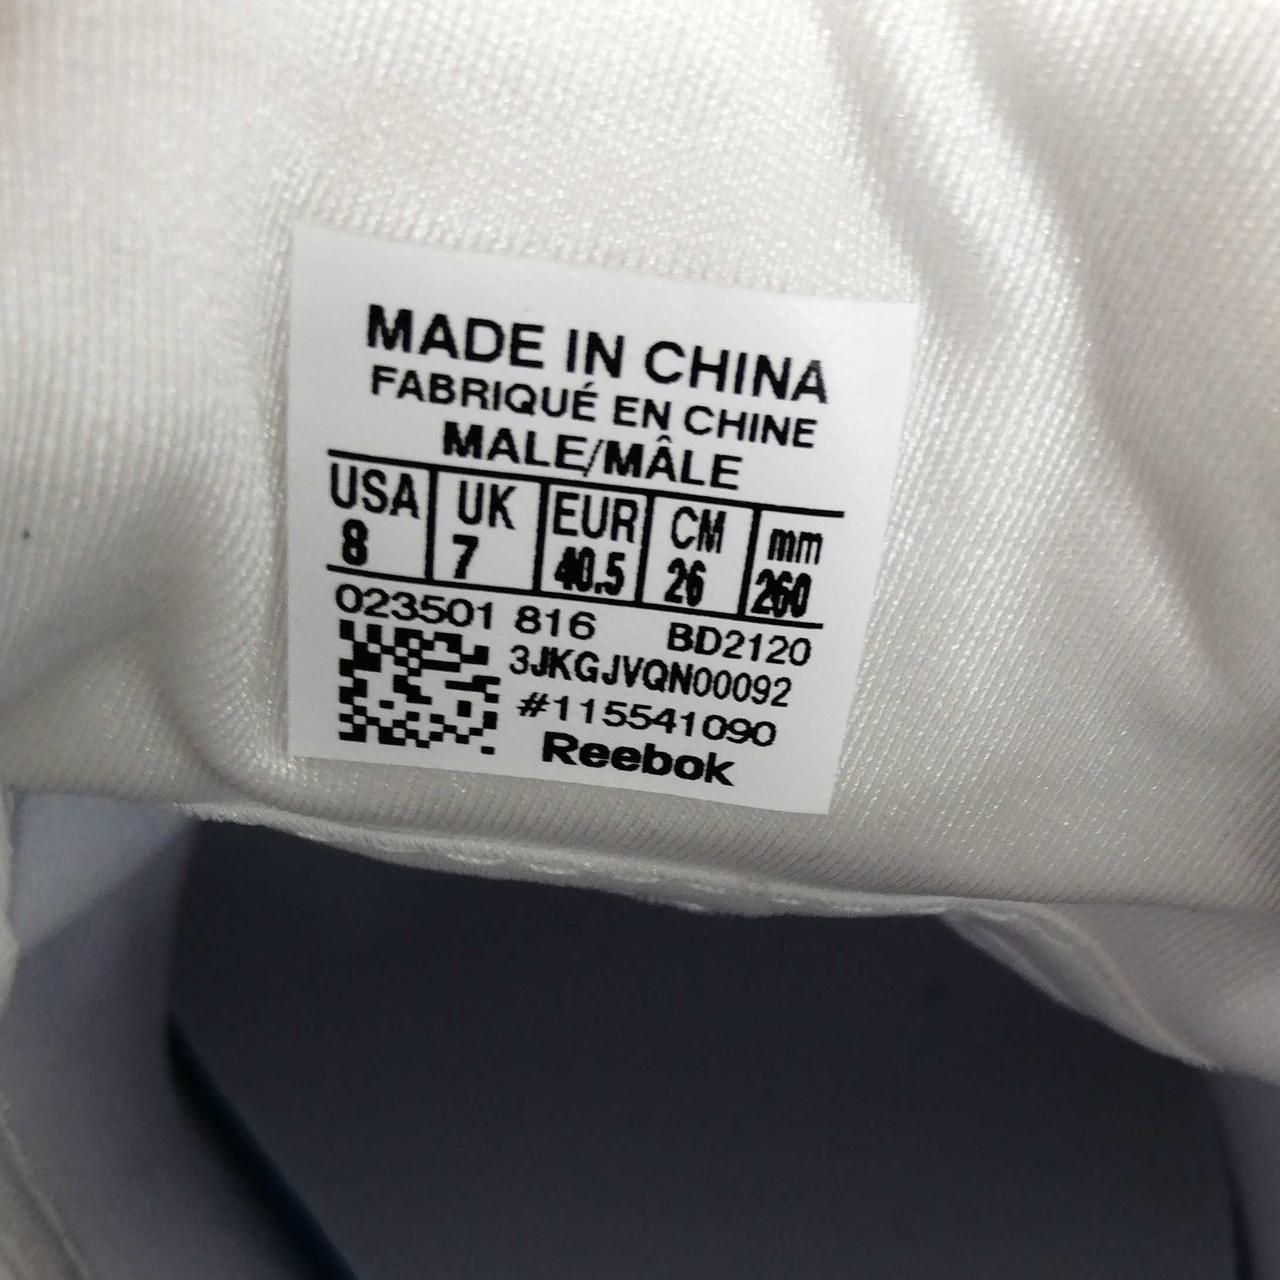 MADE IN CHINA
FABRIQUÉ EN CHINE
MALE/MÂLE
USA UK EUR CM mm
8 7 40.5 26 260
023501 816 BD2120
3JKGJVQN00092
#115541090
Reebok